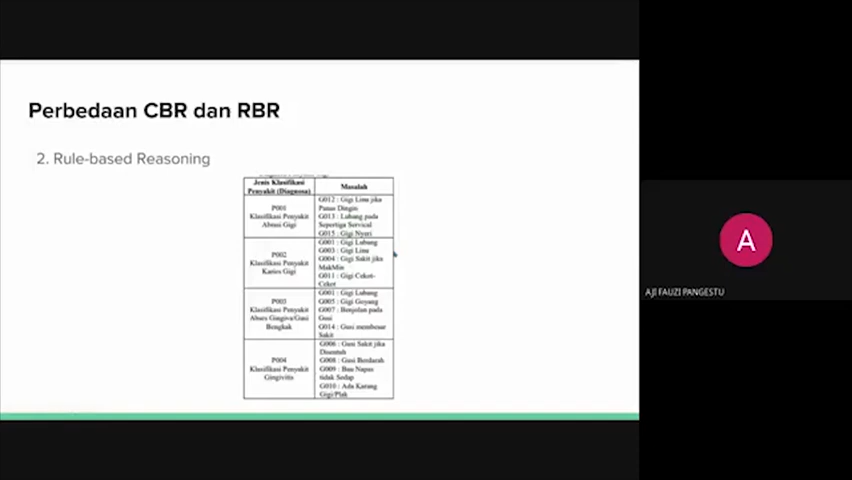 Perbedaan CBR dan RBR
2. Rule-based Reasoning
Jenis Klasifikasi
Penyakit (Diagnosa)
Masalah
P001
Klasifikasi Penyakit
Abrasi Gigi
G012 : Gigi Linu jika
Panas Dingin
G013 : Lubang pada
Sepertiga Servical
G015 : Gigi Nyeri
P002
Klasifikasi Penyakit
Karies Gigi
G001 : Gigi Lubang
G003 : Gigi Linu
G004 : Gigi Sakit jika
MakMin
G011 : Gigi Cekot-
Cekot
P003
Klasifikasi Penyakit
Abses Gingiva/Gusi
Bengkak
G001 : Gigi Lubang
G005 : Gigi Goyang
G007 : Benjolan pada
Gusi
G014 : Gusi membesar
Sakit
P004
Klasifikasi Penyakit
Gingivitis
G006 : Gusi Sakit jika
Disentuh
G008 : Gusi Berdarah
G009 : Bau Napas
tidak Sedap
G010 : Ada Karang
Gigi/Plak
A
AJI FAUZI PANGESTU